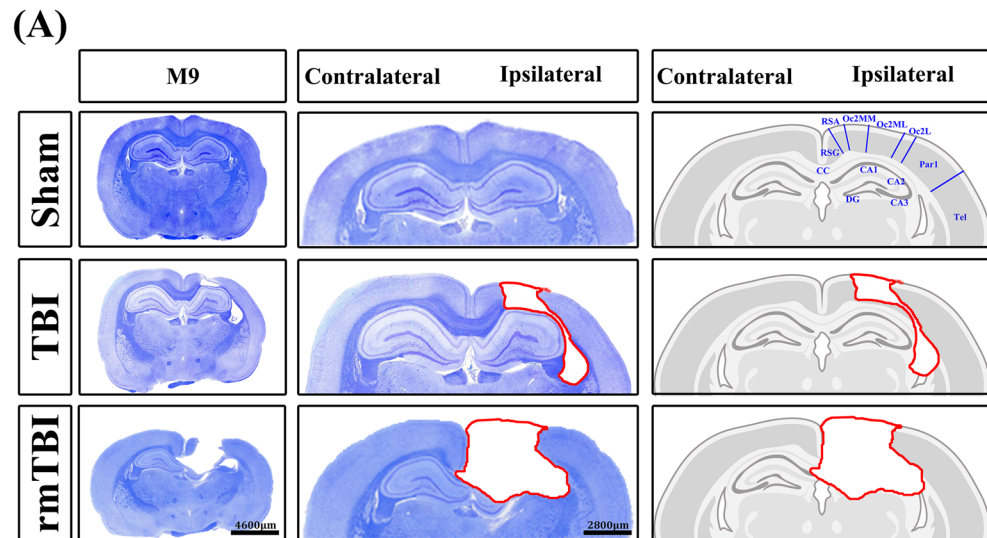 (A)
M9
Contralateral Ipsilateral
Contralateral Ipsilateral
Sham
RSA Oc2MM Oc2ML Oc2L
RSG
CC CA1 Par1
CA2
DG CA3
Tel
TBI
rmTBI
4600μm
2800μm